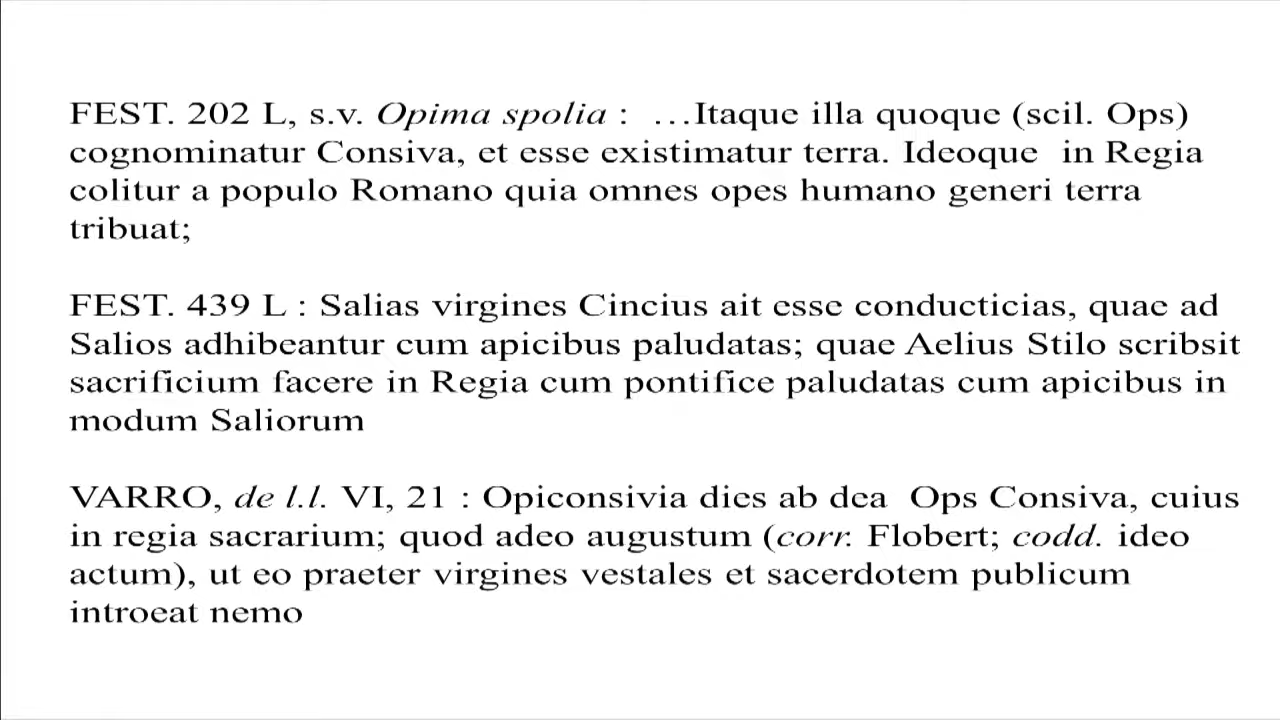 FEST. 202 L, s.v. Opima spolia : …Itaque illa quoque (scil. Ops)
cognominatur Consiva, et esse existimatur terra. Ideoque in Regia
colitur a populo Romano quia omnes opes humano generi terra
tribuat;
FEST. 439 L : Salias virgines Cincius ait esse conducticias, quae ad
Salios adhibeantur cum apicibus paludatas; quae Aelius Stilo scribsit
sacrificium facere in Regia cum pontifice paludatas cum apicibus in
modum Saliorum
VARRO, de l.l. VI, 21 : Opiconsivia dies ab dea Ops Consiva, cuius
in regia sacrarium; quod adeo augustum (corr. Flobert; codd. ideo
actum), ut eo praeter virgines vestales et sacerdotem publicum
introeat nemo